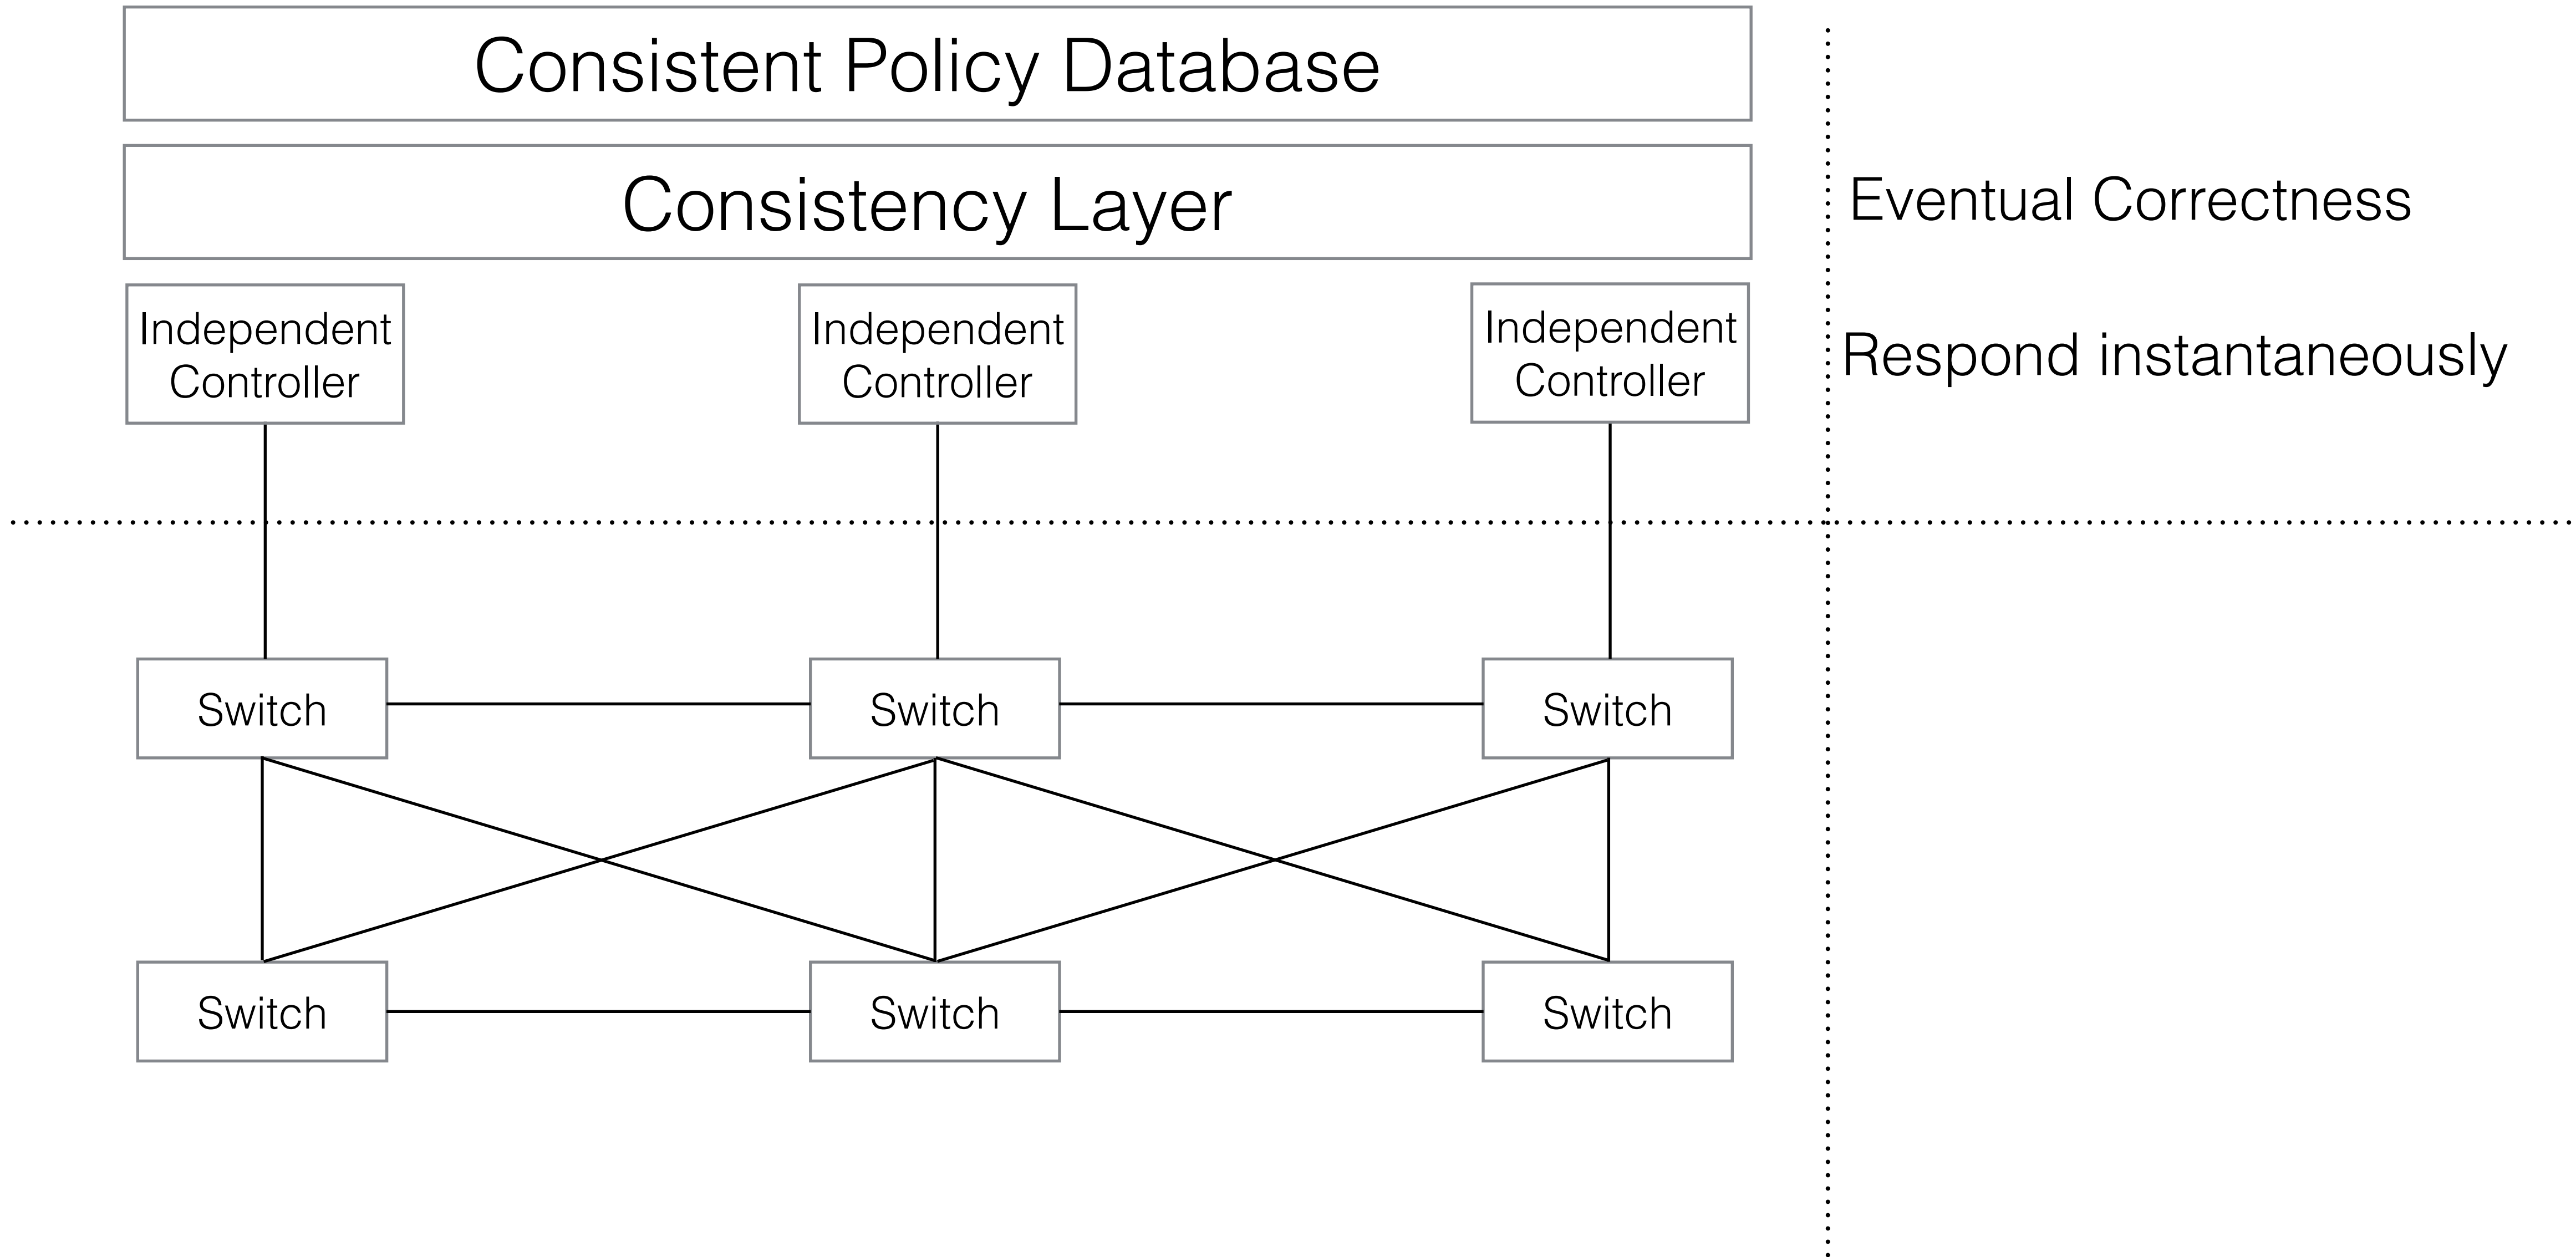 Consistent Policy Database
Consistency Layer
Eventual Correctness
Independent
Controller
Independent
Controller
Independent
Controller
Respond instantaneously
Switch
Switch
Switch
Switch
Switch
Switch